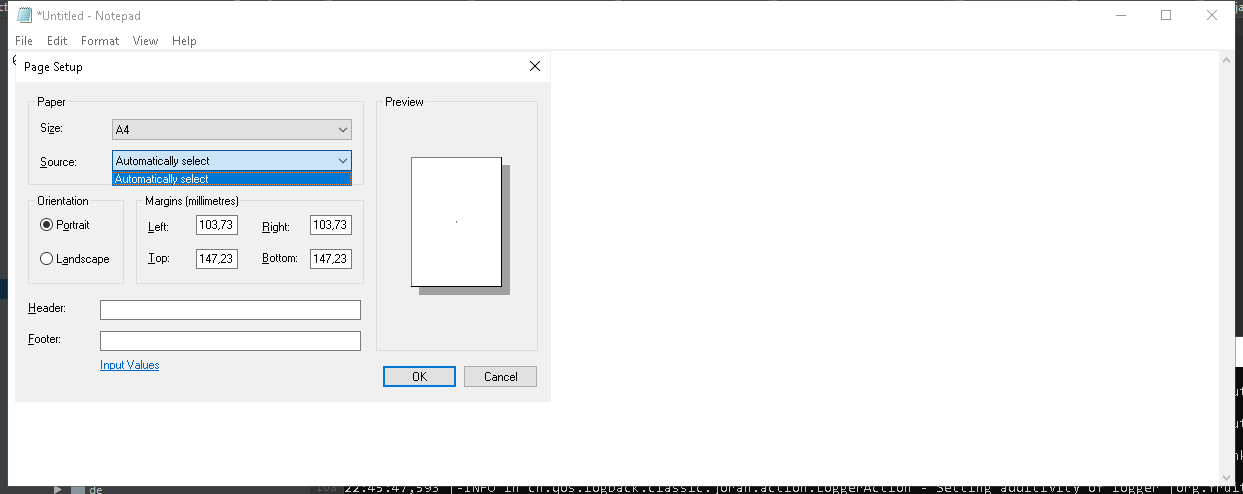 *Untitled - Notepad
File Edit Format View Help
Page Setup
Paper
Size: A4
Source: Automatically select
Automatically select
Orientation
Portrait
Landscape
Margins (millimetres)
Left: 103,73 Right: 103,73
Top: 147,23 Bottom: 147,23
Header:
Footer:
Input Values
Preview
OK Cancel
de
22:45:47,593 |-INFO in ch.qos.logback.classic.joran.action.LoggerAction - Setting additivity of logger